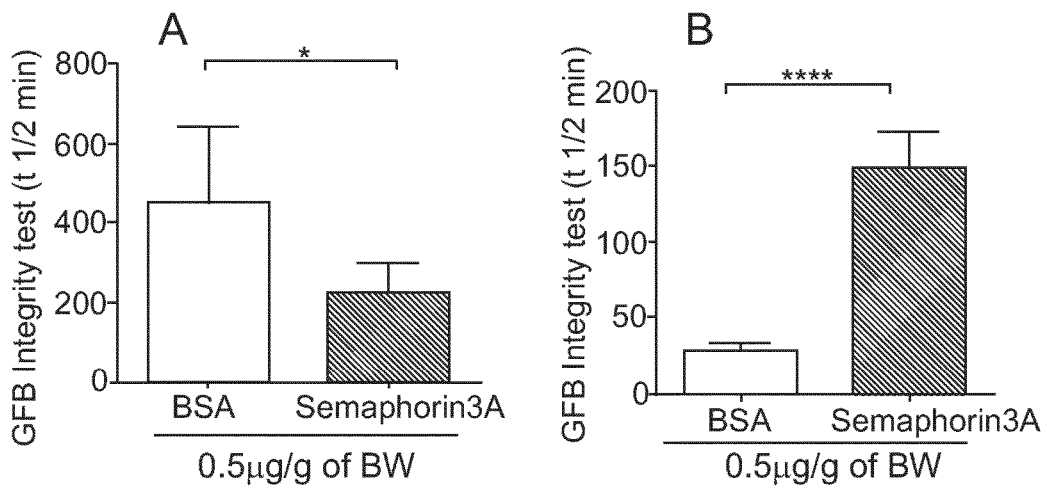 A
GFB Integrity test (t 1/2 min)
800
600
400
200
0
*
BSA
Semaphorin3A
0.5μg/g of BW
B
GFB Integrity test (t 1/2 min)
200
150
100
50
0
****
BSA
Semaphorin3A
0.5μg/g of BW